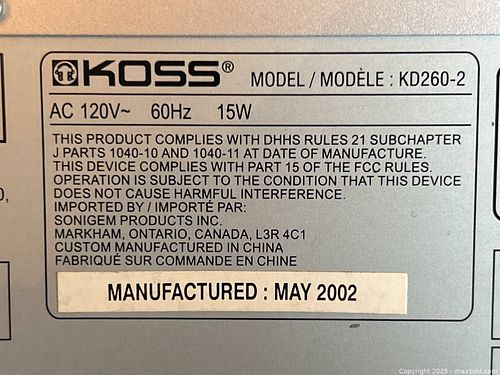 KOSS® MODEL / MODÈLE : KD260-2
AC 120V~ 60Hz 15W
THIS PRODUCT COMPLIES WITH DHHS RULES 21 SUBCHAPTER
J PARTS 1040-10 AND 1040-11 AT DATE OF MANUFACTURE.
THIS DEVICE COMPLIES WITH PART 15 OF THE FCC RULES.
OPERATION IS SUBJECT TO THE CONDITION THAT THIS DEVICE
DOES NOT CAUSE HARMFUL INTERFERENCE.
IMPORTED BY / IMPORTÉ PAR:
SONIGEM PRODUCTS INC.
MARKHAM, ONTARIO, CANADA, L3R 4C1
CUSTOM MANUFACTURED IN CHINA
FABRIQUÉ SUR COMMANDE EN CHINE
MANUFACTURED : MAY 2002
Copyright 2025 - maxsold.com